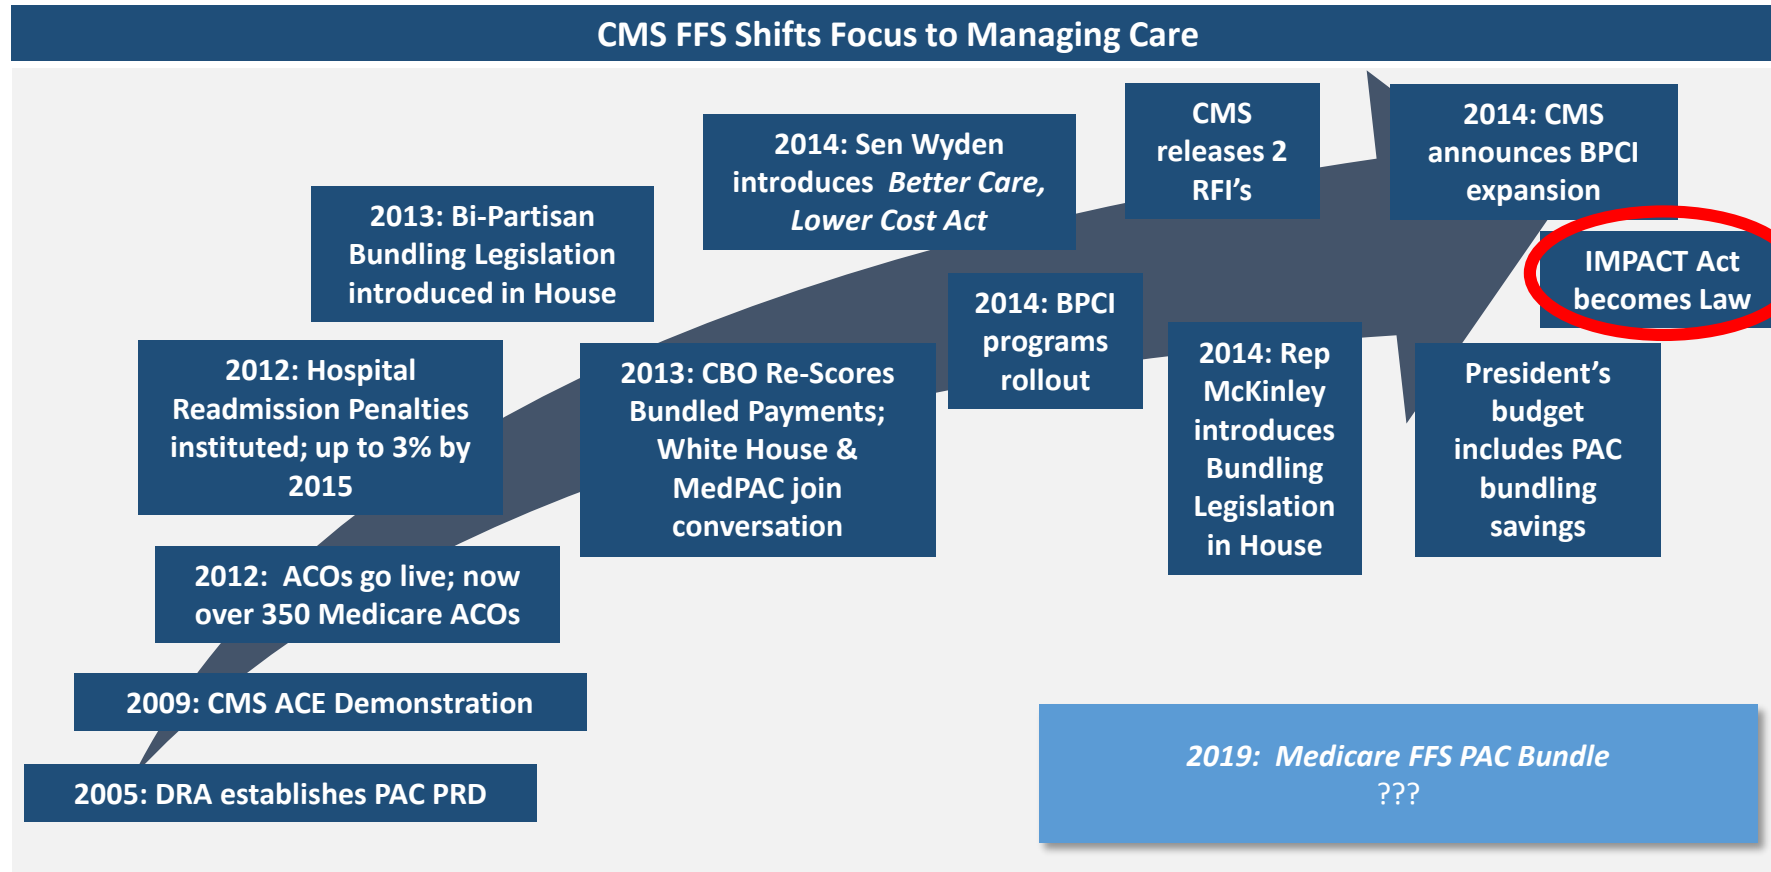 CMS FFS Shifts Focus to Managing Care
2005: DRA establishes PAC PRD
2009: CMS ACE Demonstration
2012:  ACOs go live; now
over 350 Medicare ACOs
2012: Hospital
Readmission Penalties
instituted; up to 3% by
2015
2013: Bi-Partisan
Bundling Legislation
introduced in House
2013: CBO Re-Scores
Bundled Payments;
White House &
MedPAC join
conversation
2014: Sen Wyden
introduces  Better Care,
Lower Cost Act
2014: BPCI
programs
rollout
CMS
releases 2
RFI's
2014: Rep
McKinley
introduces
Bundling
Legislation
in House
2014: CMS
announces BPCI
expansion
IMPACT Act
becomes Law
President's
budget
includes PAC
bundling
savings
2019:  Medicare FFS PAC Bundle
???